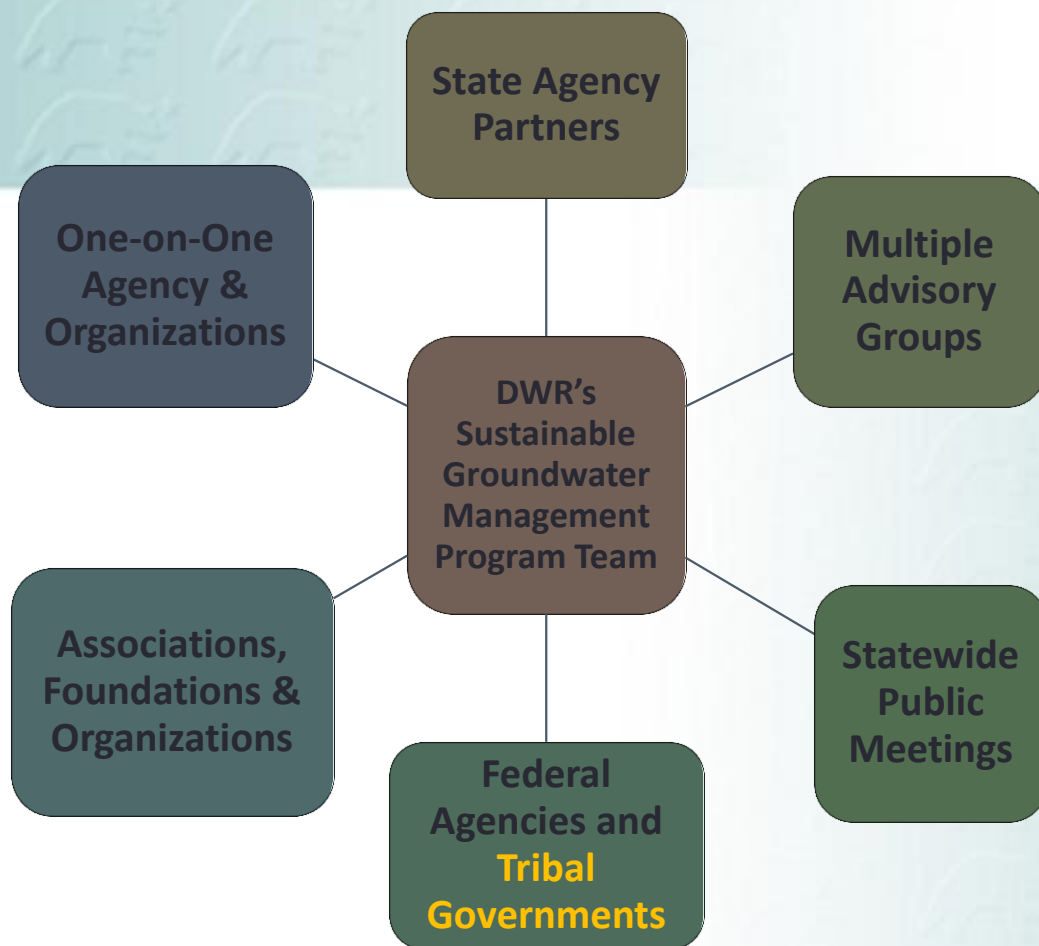 State Agency
Partners
One-on-One
Agency &
Organizations
Multiple
Advisory
Groups
DWR’s
Sustainable
Groundwater
Management
Program Team
Associations,
Foundations &
Organizations
Statewide
Public
Meetings
Federal
Agencies and
Tribal
Governments